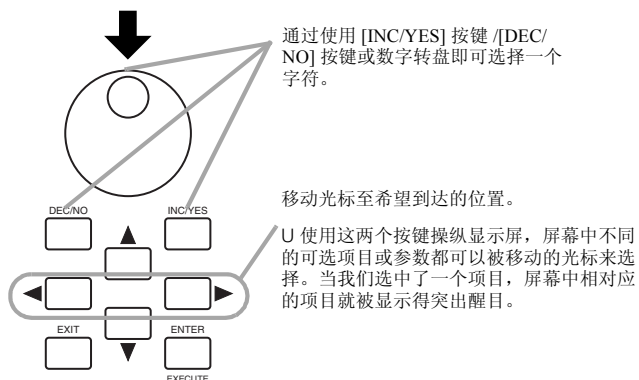 通过使用 [INC/YES] 按键 /[DEC/
NO] 按键或数字转盘即可选择一个
字符。
DEC/NO
INC/YES
移动光标至希望到达的位置。
U 使用这两个按键操纵显示屏，屏幕中不同
的可选项目或参数都可以被移动的光标来选
择。当我们选中了一个项目，屏幕中相对应
的项目就被显示得突出醒目。
EXIT
ENTER
EXECUTE